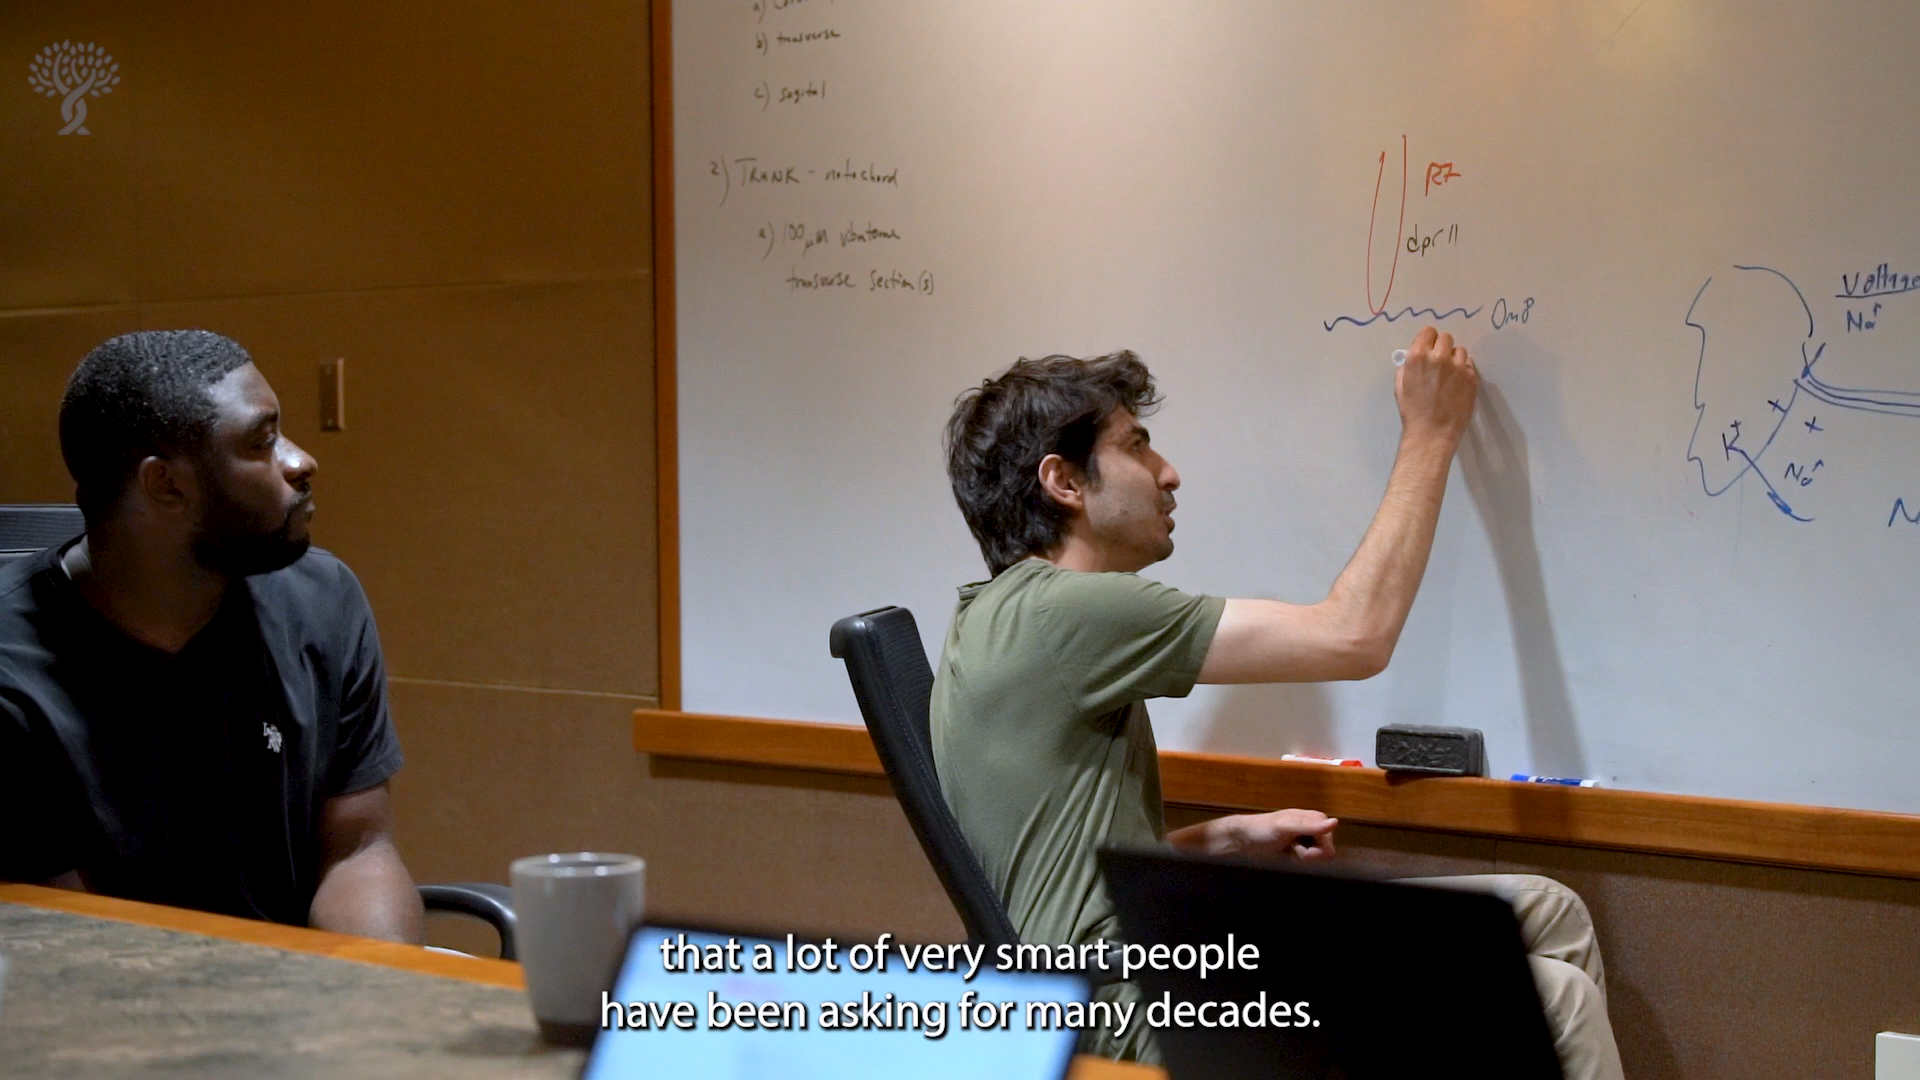 b) transverse
c) sagital
2) TRUNK - notochord
a) 100 μM vibratome
transverse section(s)
R7
dpr11
Dm8
Voltage
Na⁺
K⁺
Na⁺
that a lot of very smart people
have been asking for many decades.